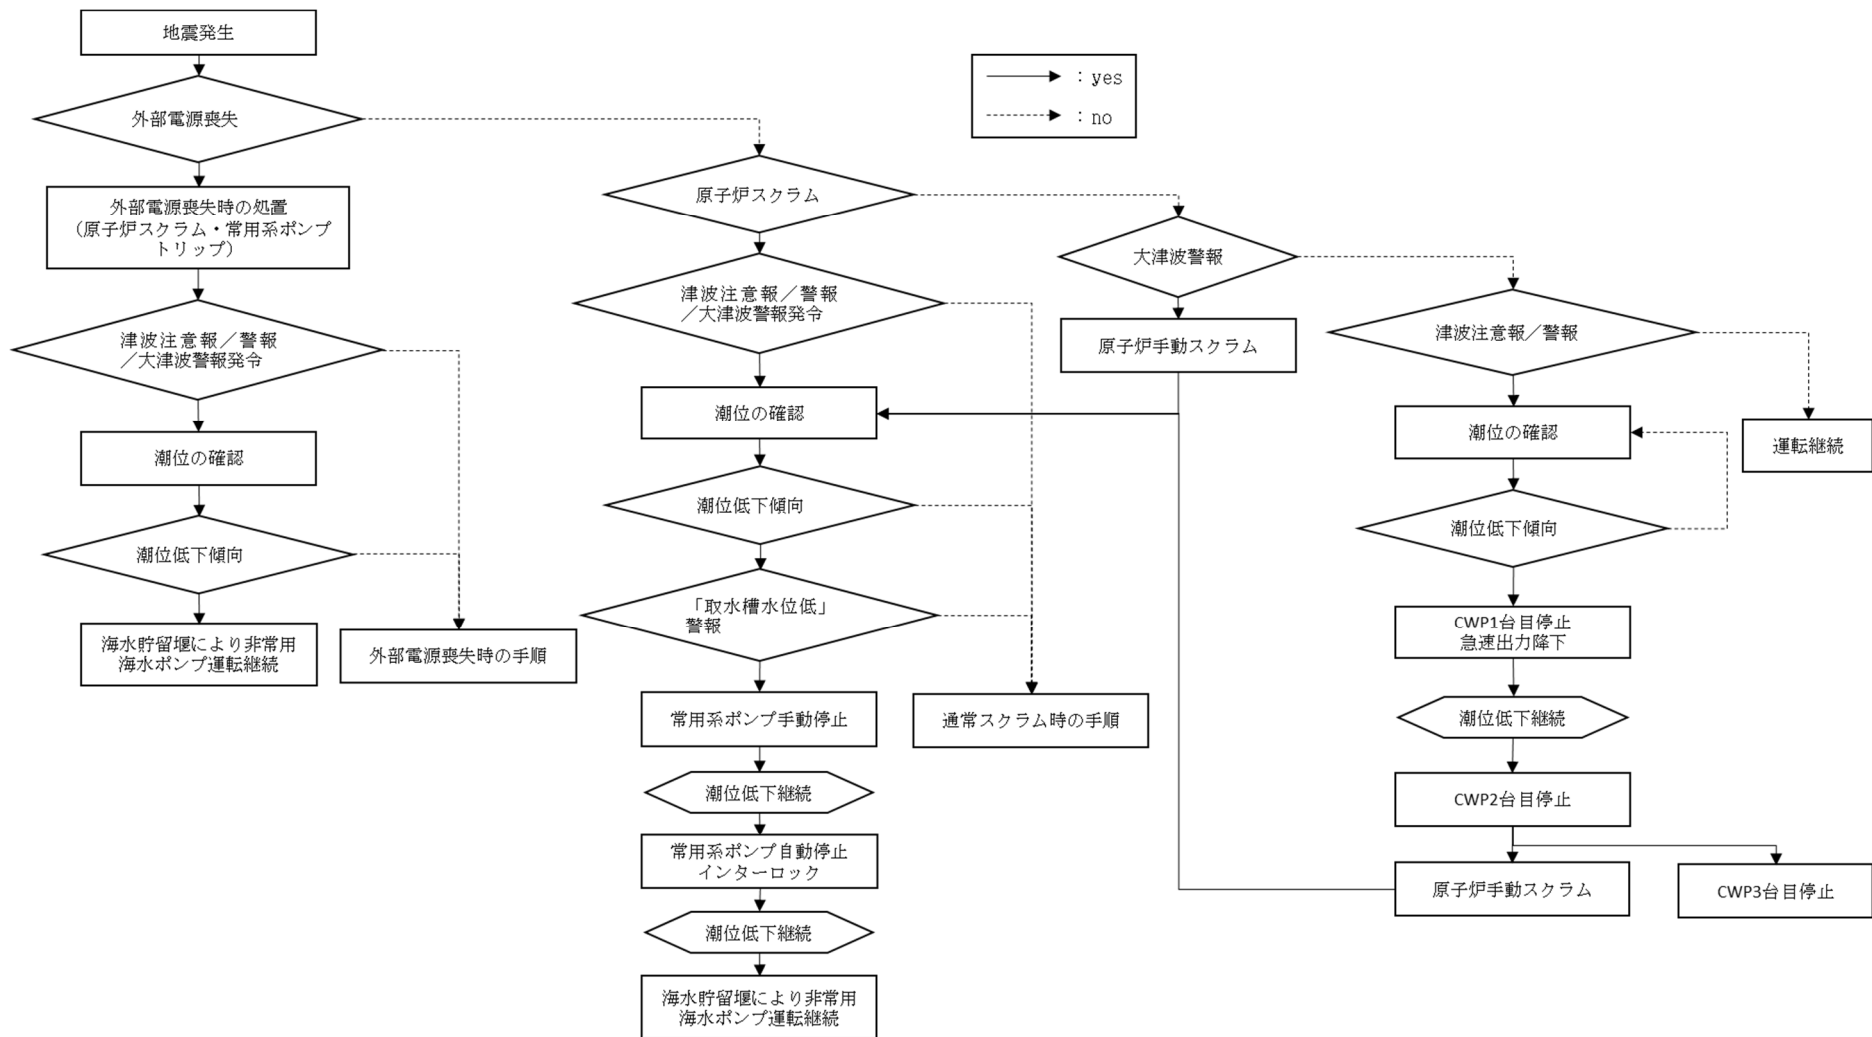 地震発生
外部電源喪失
外部電源喪失時の処置
（原子炉スクラム・常用系ポンプ
トリップ）
津波注意報／警報
／大津波警報発令
潮位の確認
潮位低下傾向
海水貯留堰により非常用
海水ポンプ運転継続
外部電源喪失時の手順
：yes
：no
原子炉スクラム
津波注意報／警報
／大津波警報発令
潮位の確認
潮位低下傾向
「取水槽水位低」
警報
常用系ポンプ手動停止
潮位低下継続
常用系ポンプ自動停止
インターロック
潮位低下継続
海水貯留堰により非常用
海水ポンプ運転継続
通常スクラム時の手順
大津波警報
原子炉手動スクラム
津波注意報／警報
潮位の確認
運転継続
潮位低下傾向
CWP1台目停止
急速出力降下
潮位低下継続
CWP2台目停止
原子炉手動スクラム
CWP3台目停止